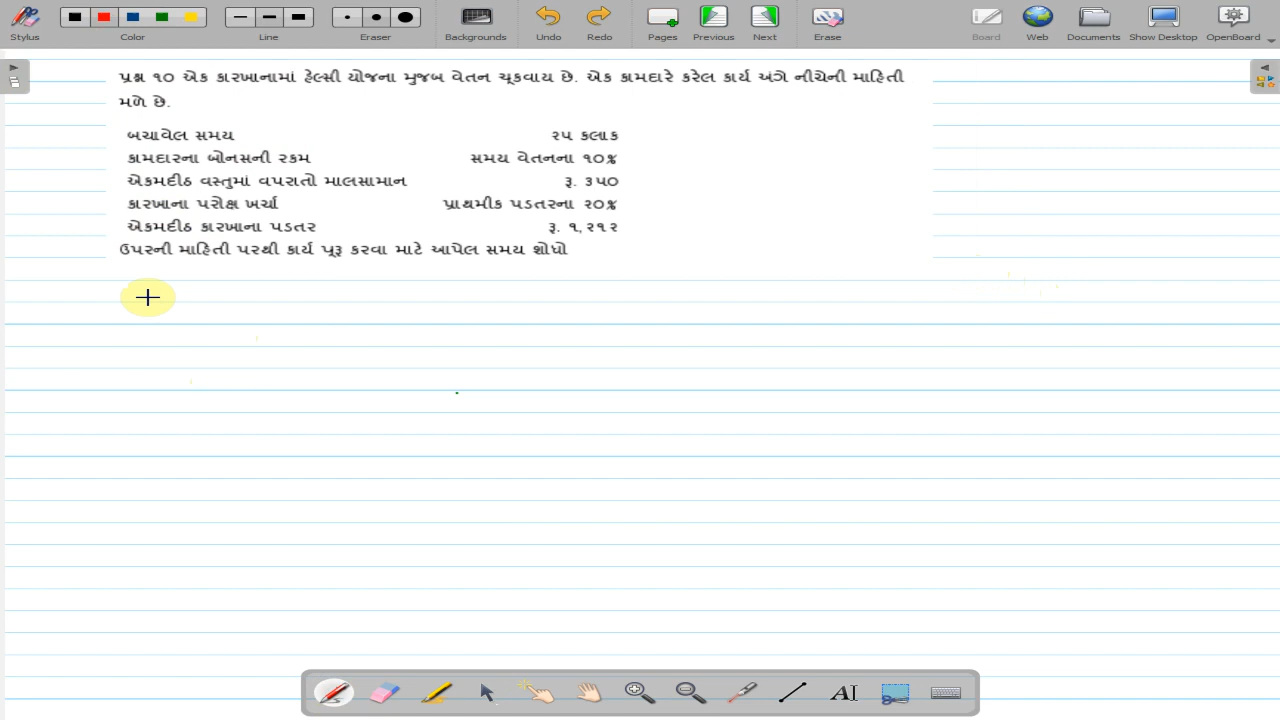 Stylus Color Line Eraser Backgrounds Undo Redo Pages Previous Next Erase Board Web Documents Show Desktop OpenBoard
પ્રશ્ન ૧૦ એક કારખાનામાં હેલ્સી યોજના મુજબ વેતન ચૂકવાય છે. એક કામદારે કરેલ કાર્ય અંગે નીચેની માહિતી
મળે છે.
બચાવેલ સમય ૨૫ કલાક
કામદારના બોનસની રકમ સમય વેતનના ૧૦%
એકમદીઠ વસ્તુમાં વપરાતો માલસામાન રૂ. ૩૫૦
કારખાના પરોક્ષ ખર્ચા પ્રાથમીક પડતરના ૨૦%
એકમદીઠ કારખાના પડતર રૂ. ૧,૨૧૨
ઉપરની માહિતી પરથી કાર્ય પૂરૂ કરવા માટે આપેલ સમય શોધો